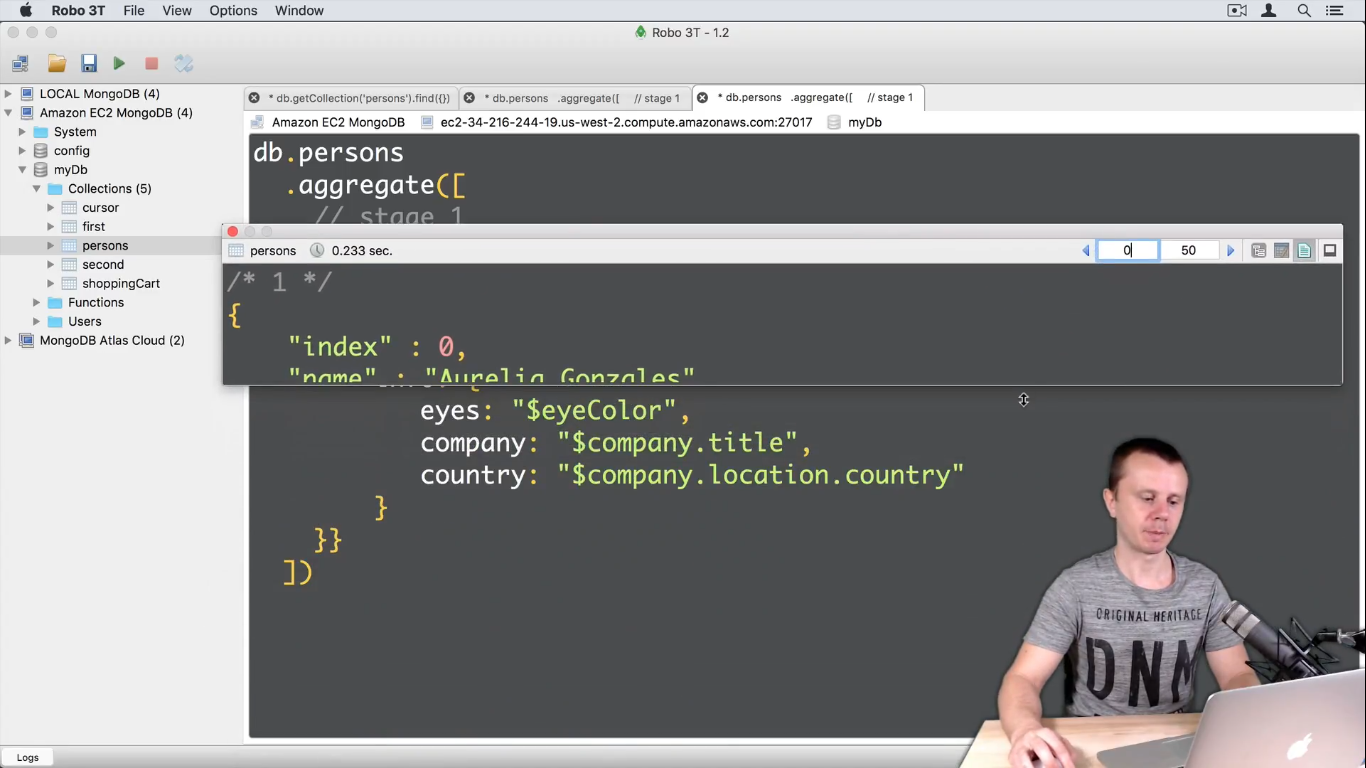 Robo 3T File View Options Window
Robo 3T - 1.2
LOCAL MongoDB (4)
Amazon EC2 MongoDB (4)
System
config
myDb
Collections (5)
cursor
first
persons
second
shoppingCart
Functions
Users
MongoDB Atlas Cloud (2)
* db.getCollection('persons').find({})
* db.persons .aggregate([ // stage 1
* db.persons .aggregate([ // stage 1
Amazon EC2 MongoDB ec2-34-216-244-19.us-west-2.compute.amazonaws.com:27017 myDb
db.persons
.aggregate([
// stage 1
persons 0.233 sec. 0 50
/* 1 */
{
"index" : 0,
"name" : "Aurelia Gonzales"
eyes: "$eyeColor",
company: "$company.title",
country: "$company.location.country"
}
}}
])
ORIGINAL HERITAGE
DNM
Logs